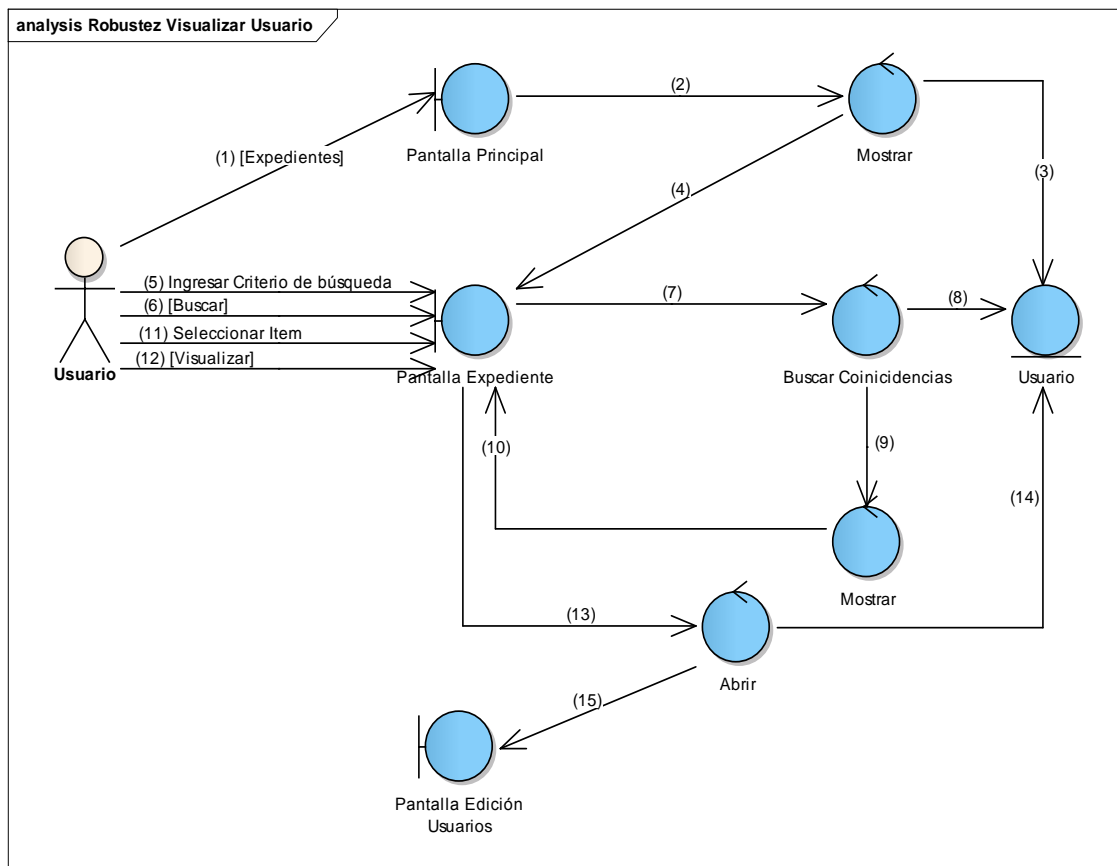 analysis Robustez Visualizar Usuario
(2)
(1) [Expedientes]
Pantalla Principal
Mostrar
(3)
(4)
(5) Ingresar Criterio de búsqueda
(6) [Buscar]
(7)
(8)
(11) Seleccionar Item
(12) [Visualizar]
Usuario
Pantalla Expediente
Buscar Coinicidencias
Usuario
(10)
(9)
(14)
Mostrar
(13)
Abrir
(15)
Pantalla Edición
Usuarios